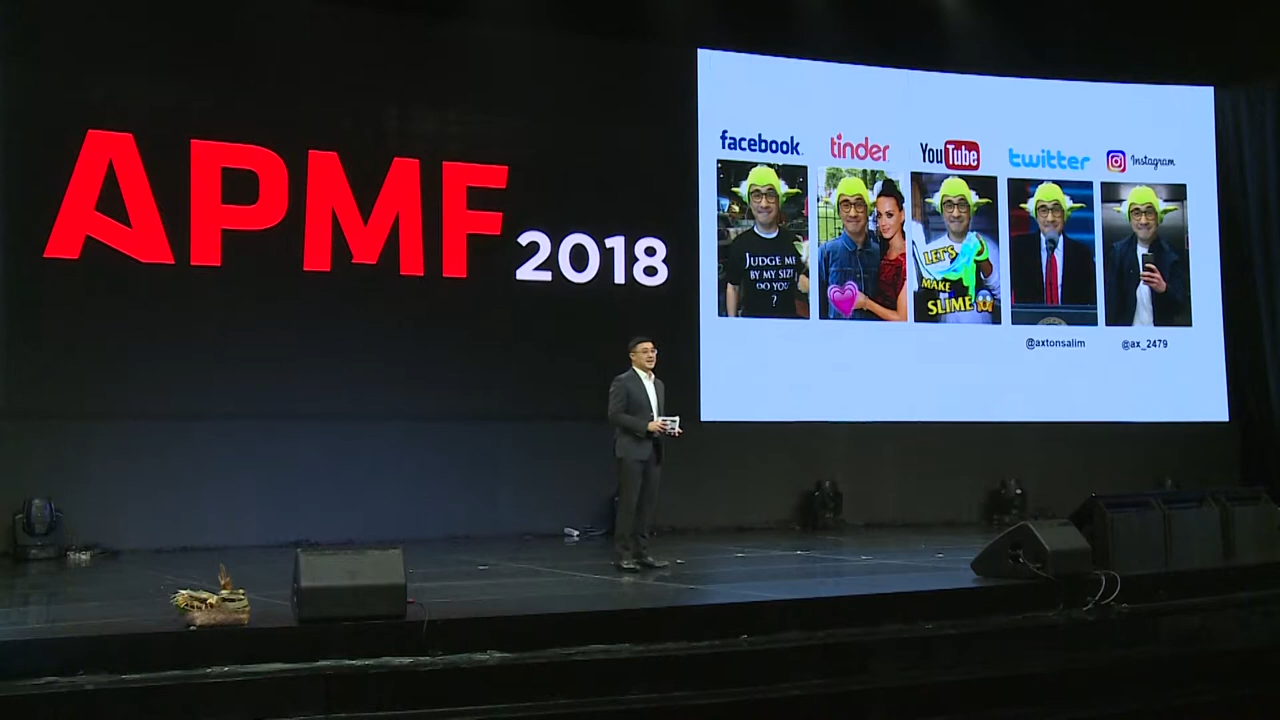 APMF 2018
facebook.
tinder
YouTube
twitter
Instagram
JUDGE ME
BY MY SIZE
DO YOU
?
LET'S
MAKE
SLIME
@axtonsalim
@ax_2479